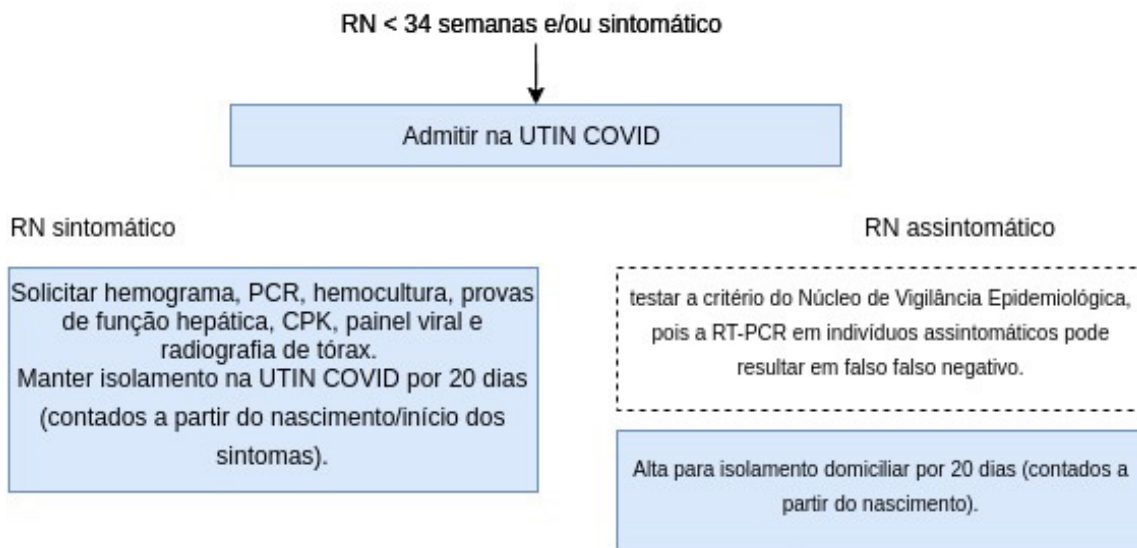 RN < 34 semanas e/ou sintomático
Admitir na UTIN COVID
RN sintomático
Solicitar hemograma, PCR, hemocultura, provas
de função hepática, CPK, painel viral e
radiografia de tórax.
Manter isolamento na UTIN COVID por 20 dias
(contados a partir do nascimento/início dos
sintomas).
RN assintomático
testar a critério do Núcleo de Vigilância Epidemiológica,
pois a RT-PCR em indivíduos assintomáticos pode
resultar em falso falso negativo.
Alta para isolamento domiciliar por 20 dias (contados a
partir do nascimento).